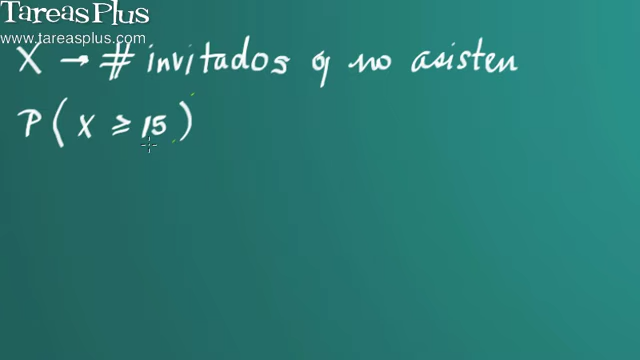 TareasPlus
www.tareasplus.com
X → # invitados q no asisten
P ( X ≥ 15 )